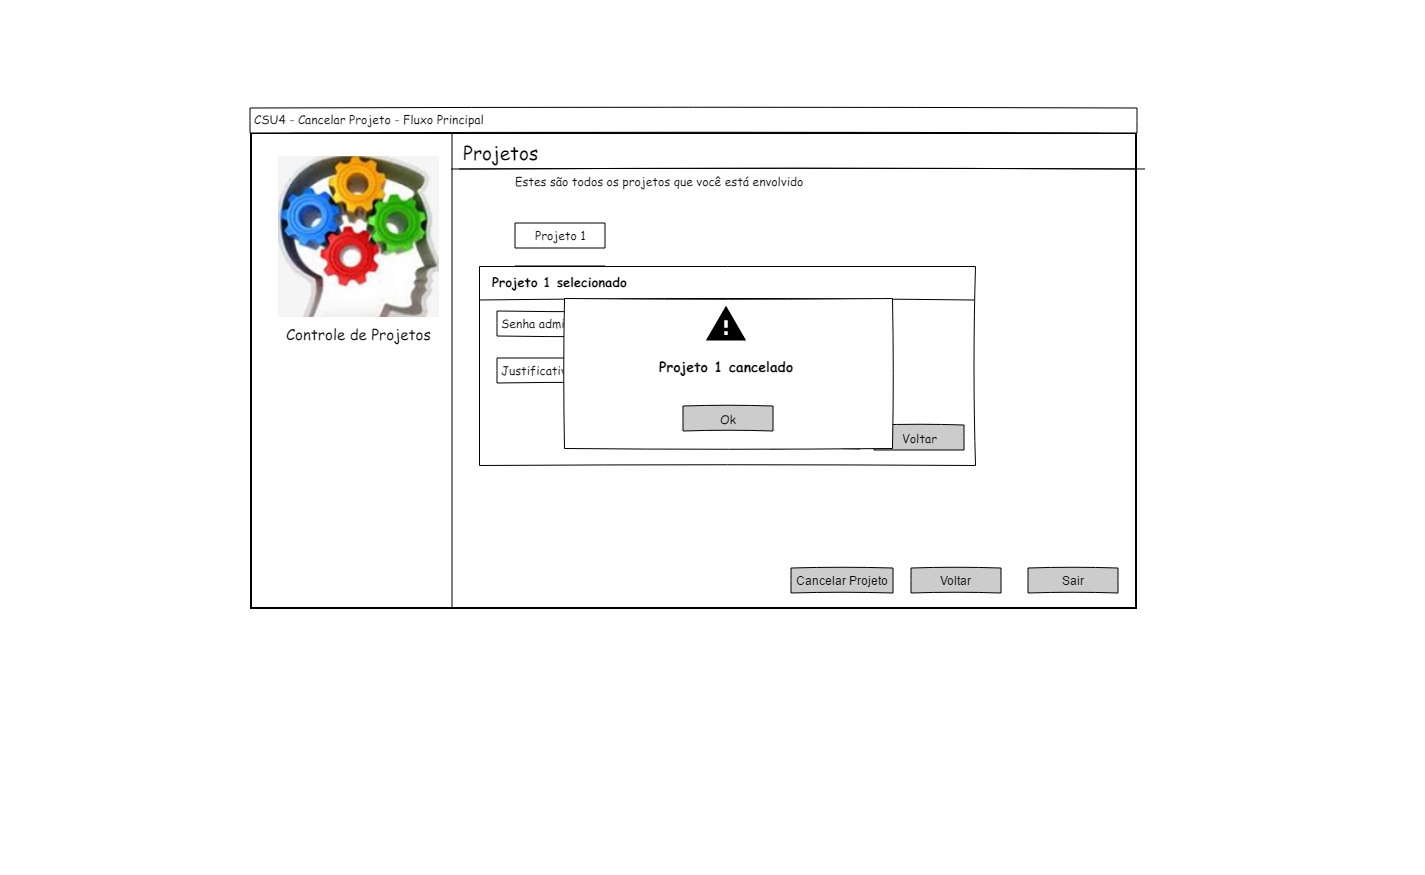 CSU4 - Cancelar Projeto - Fluxo Principal
Projetos
Estes são todos os projetos que você está envolvido
Projeto 1
Controle de Projetos
Projeto 1 selecionado
Senha admi
Justificati
Projeto 1 cancelado
Ok
Voltar
Cancelar Projeto
Voltar
Sair